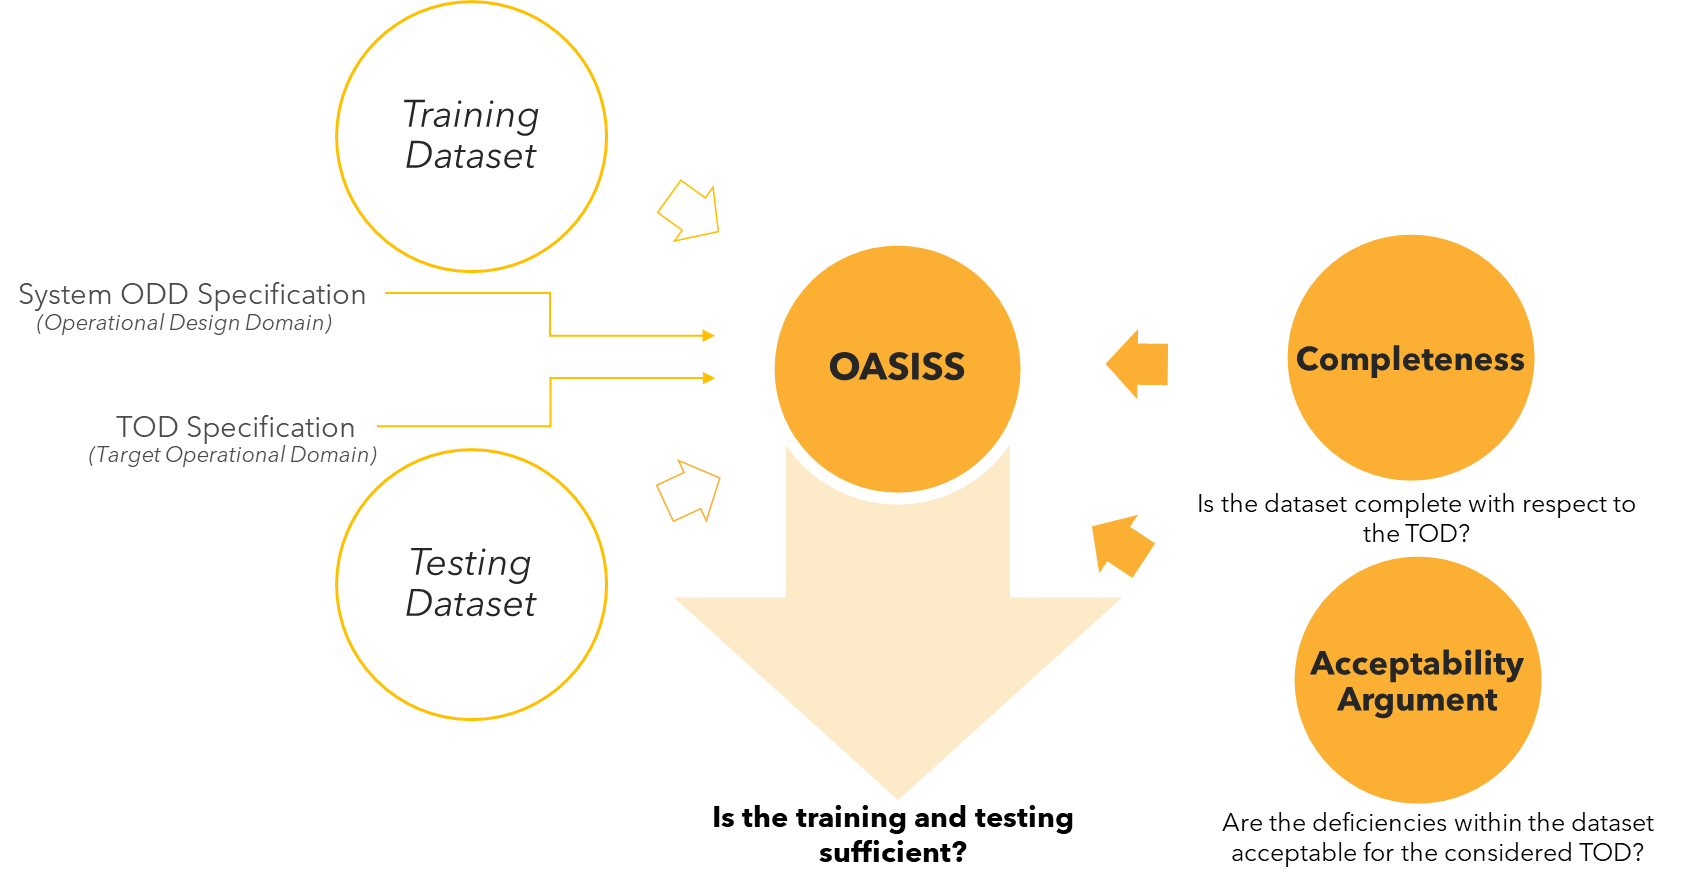 Training
Dataset
System ODD Specification
(Operational Design Domain)
TOD Specification
(Target Operational Domain)
Testing
Dataset
OASISS
Is the training and testing
sufficient?
Completeness
Is the dataset complete with respect to
the TOD?
Acceptability
Argument
Are the deficiencies within the dataset
acceptable for the considered TOD?